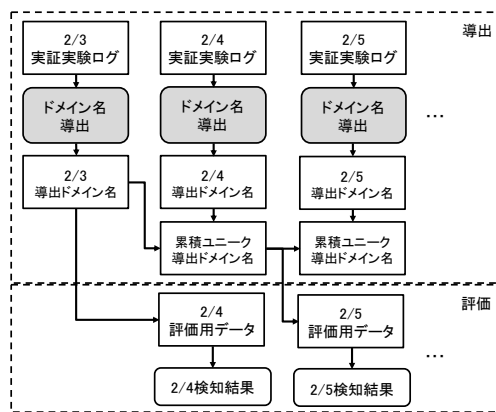 導出
2/3
実証実験ログ
2/4
実証実験ログ
2/5
実証実験ログ
ドメイン名
導出
ドメイン名
導出
ドメイン名
導出
…
2/3
導出ドメイン名
2/4
導出ドメイン名
2/5
導出ドメイン名
累積ユニーク
導出ドメイン名
累積ユニーク
導出ドメイン名
評価
2/4
評価用データ
2/5
評価用データ
…
2/4検知結果
2/5検知結果